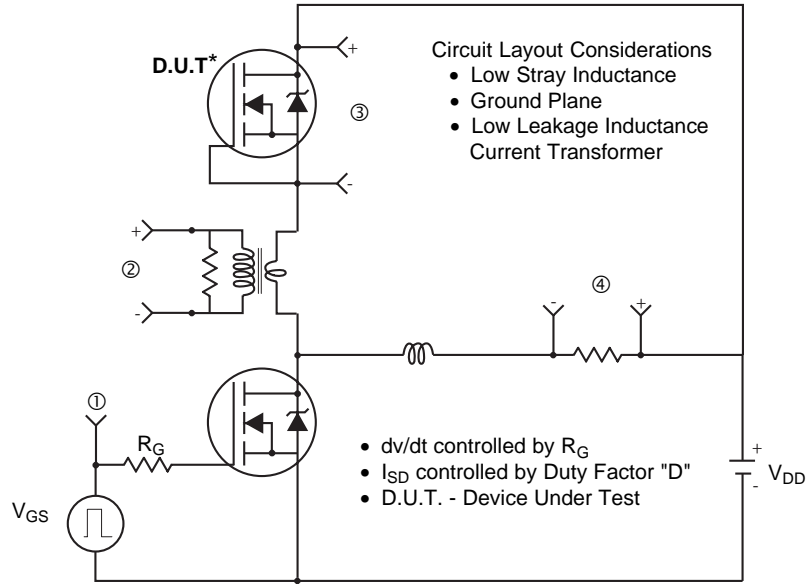 D.U.T*
+
③
-
Circuit Layout Considerations
• Low Stray Inductance
• Ground Plane
• Low Leakage Inductance
Current Transformer
+
②
-
④
-
+
①
RG
VGS
• dv/dt controlled by RG
• ISD controlled by Duty Factor "D"
• D.U.T. - Device Under Test
+
-
VDD